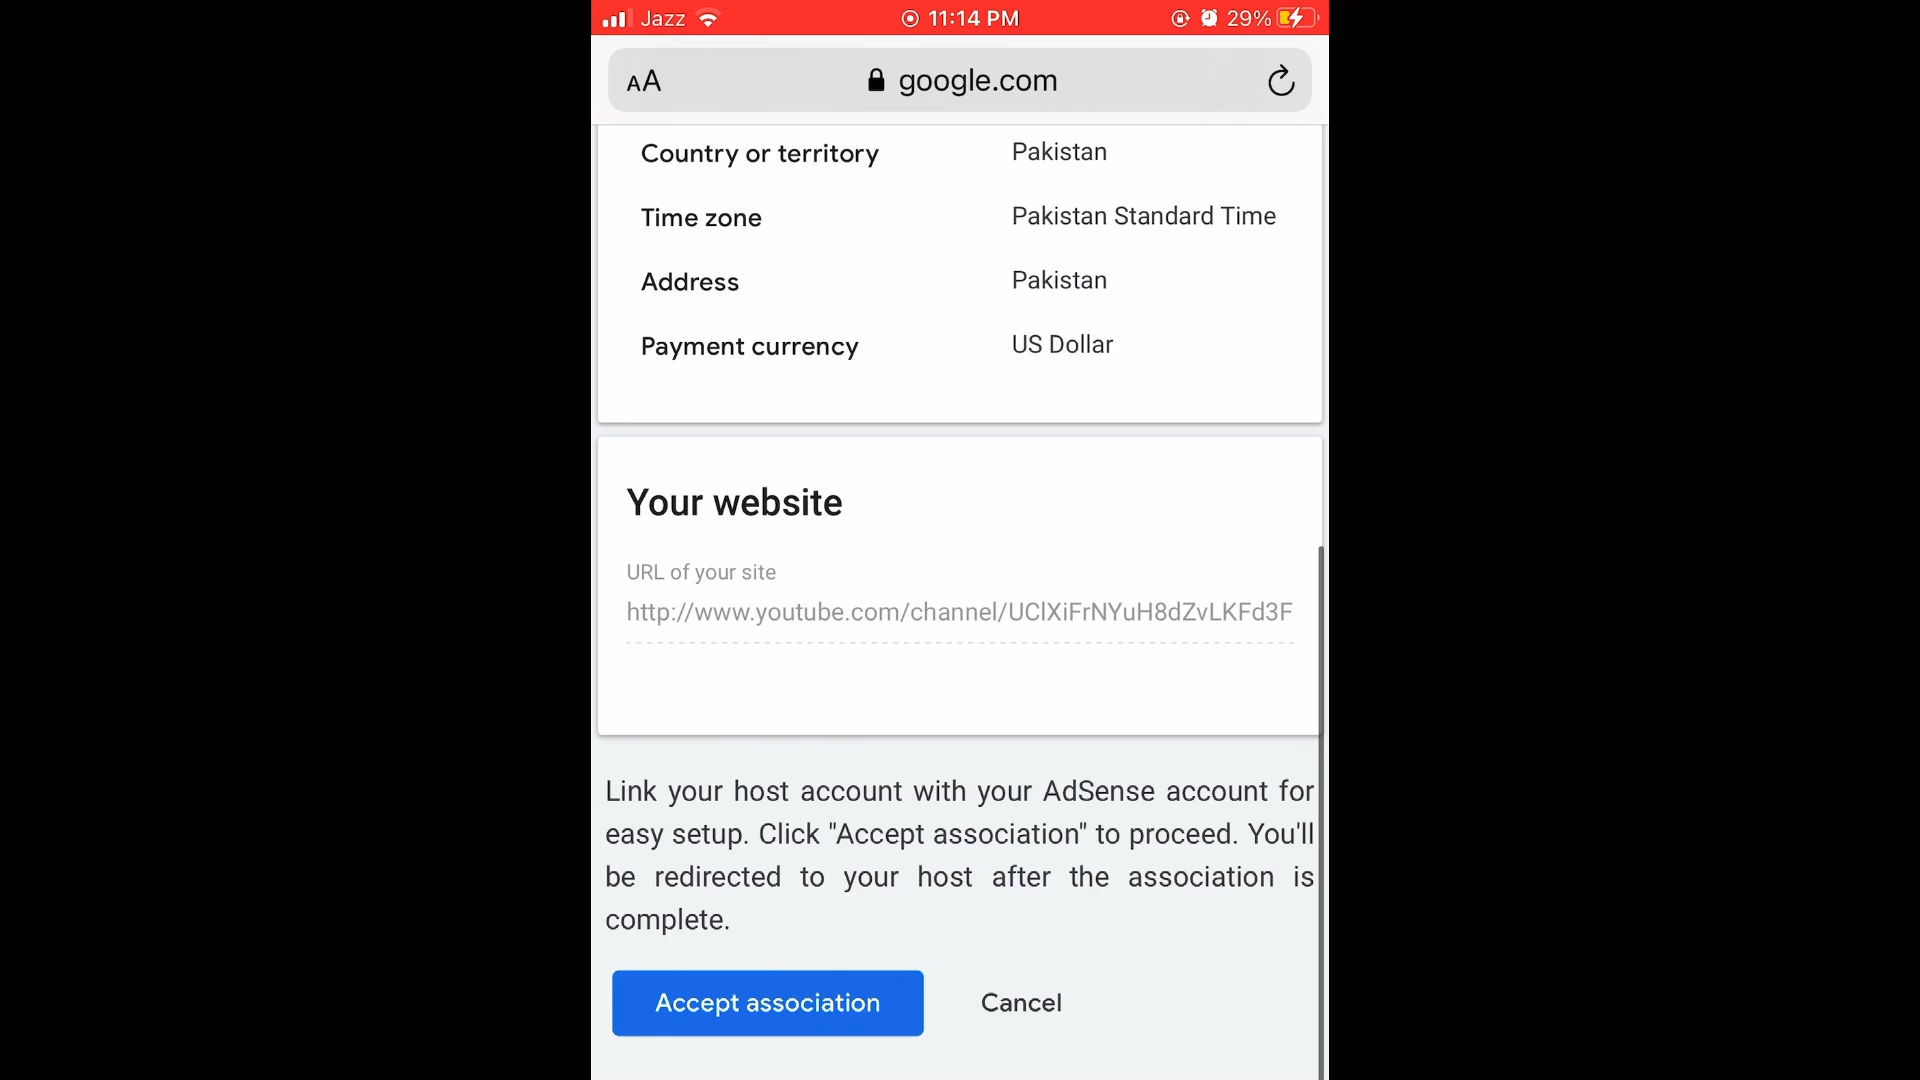 Jazz 11:14 PM 29%
AA google.com
Country or territory Pakistan
Time zone Pakistan Standard Time
Address Pakistan
Payment currency US Dollar
Your website
URL of your site
http://www.youtube.com/channel/UClXiFrNYuH8dZvLKFd3F
Link your host account with your AdSense account for
easy setup. Click "Accept association" to proceed. You'll
be redirected to your host after the association is
complete.
Accept association Cancel